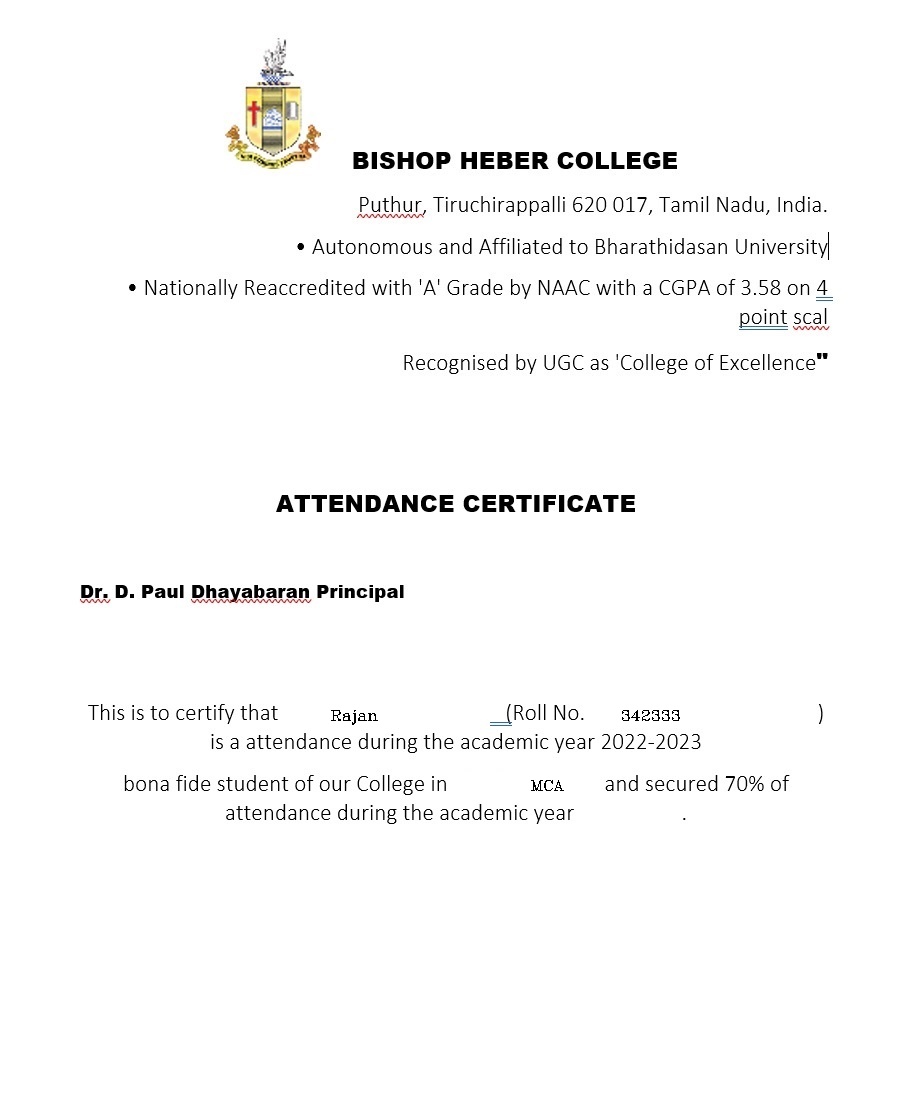 BISHOP HEBER COLLEGE
Puthur, Tiruchirappalli 620 017, Tamil Nadu, India.
• Autonomous and Affiliated to Bharathidasan University
• Nationally Reaccredited with 'A' Grade by NAAC with a CGPA of 3.58 on 4
point scal
Recognised by UGC as 'College of Excellence"
ATTENDANCE CERTIFICATE
Dr. D. Paul Dhayabaran Principal
This is to certify that Rajan (Roll No. 342333 )
is a attendance during the academic year 2022-2023
bona fide student of our College in MCA and secured 70% of
attendance during the academic year .